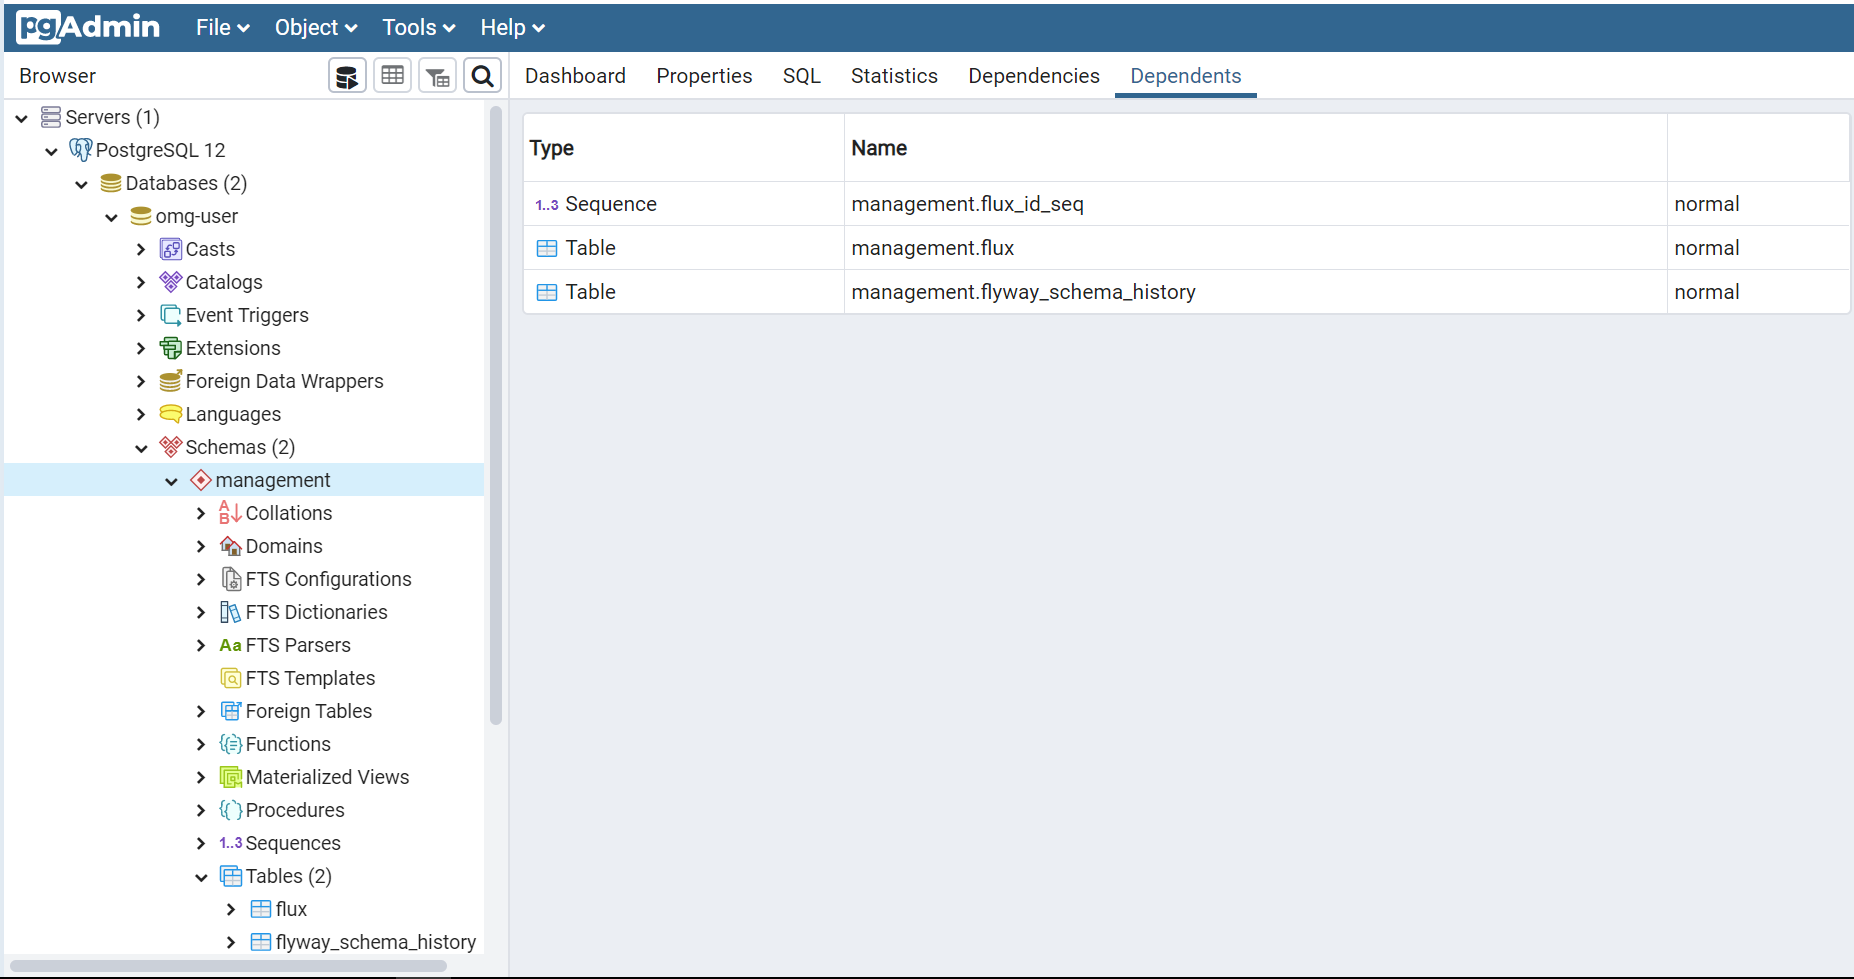 pgAdmin File Object Tools Help
Browser
Dashboard Properties SQL Statistics Dependencies Dependents
Servers (1)
PostgreSQL 12
Databases (2)
omg-user
Casts
Catalogs
Event Triggers
Extensions
Foreign Data Wrappers
Languages
Schemas (2)
management
Collations
Domains
FTS Configurations
FTS Dictionaries
Aa FTS Parsers
FTS Templates
Foreign Tables
Functions
Materialized Views
Procedures
1..3 Sequences
Tables (2)
flux
flyway_schema_history
Type Name
1..3 Sequence management.flux_id_seq normal
Table management.flux normal
Table management.flyway_schema_history normal